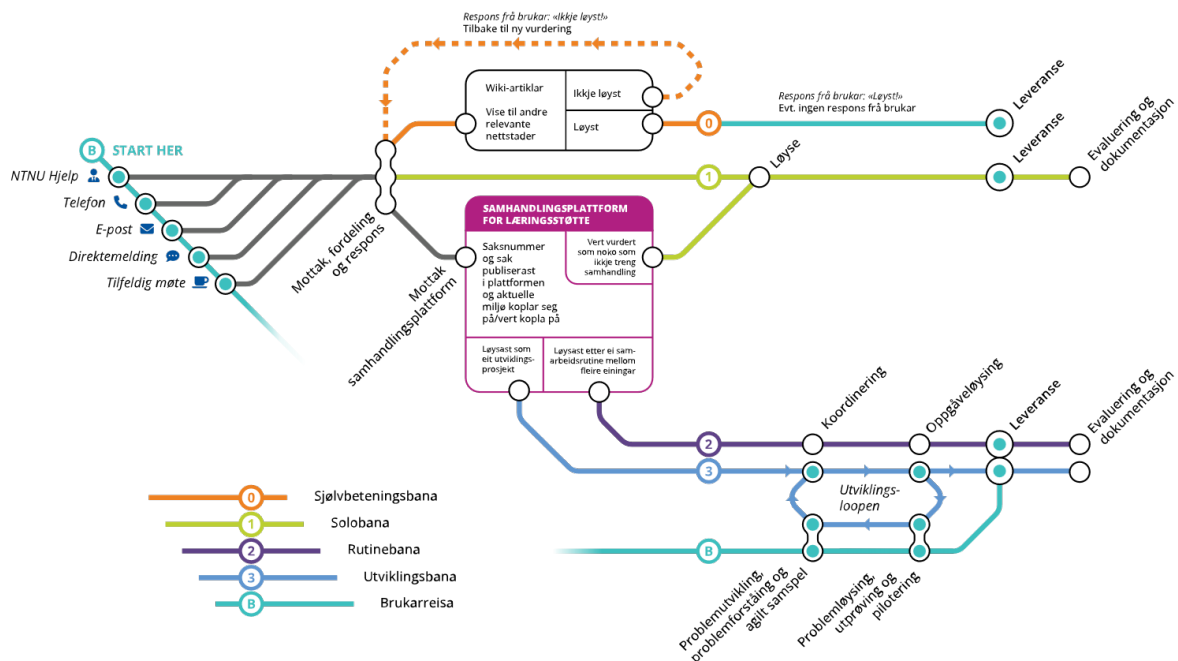 Respons frå brukar: «Ikkje løyst!»
Tilbake til ny vurdering
Wiki-artiklar
Vise til andre
relevante
nettstader
Ikkje løyst
Løyst
0
Respons frå brukar: «Løyst!»
Evt. ingen respons frå brukar
Leveranse
B
START HER
NTNU Hjelp
Telefon
E-post
Direktemelding
Tilfeldig møte
Mottak, fordeling
og respons
1
Løyse
Leveranse
Evaluering og
dokumentasjon
Mottak
samhandlingsplattform
SAMHANDLINGSPLATTFORM
FOR LÆRINGSSTØTTE
Saksnummer
og sak
publiserast
i plattformen
og aktuelle
miljø koplar seg
på/vert kopla på
Vert vurdert
som noko som
ikkje treng
samhandling
Løysast som
eit utviklings-
prosjekt
Løysast etter ei sam-
arbeidsrutine mellom
fleire einingar
2
Koordinering
Oppgåveløysing
Leveranse
Evaluering og
dokumentasjon
3
Utviklings-
loopen
B
Problemutvikling,
problemforståing og
agilt samspel
Problemløysing,
utprøving og
pilotering
0
Sjølvbeteningsbana
1
Solobana
2
Rutinebana
3
Utviklingsbana
B
Brukarreisa